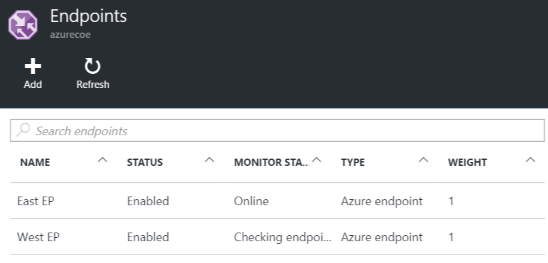 Endpoints
azurecoe
Add Refresh
Search endpoints
NAME STATUS MONITOR STA.. TYPE WEIGHT
East EP Enabled Online Azure endpoint 1
West EP Enabled Checking endpoi... Azure endpoint 1